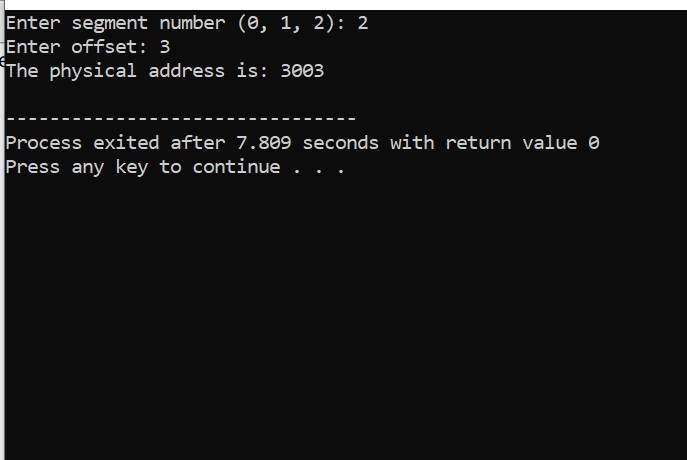 Enter segment number (0, 1, 2): 2
Enter offset: 3
The physical address is: 3003
--------------------------------
Process exited after 7.809 seconds with return value 0
Press any key to continue . . .